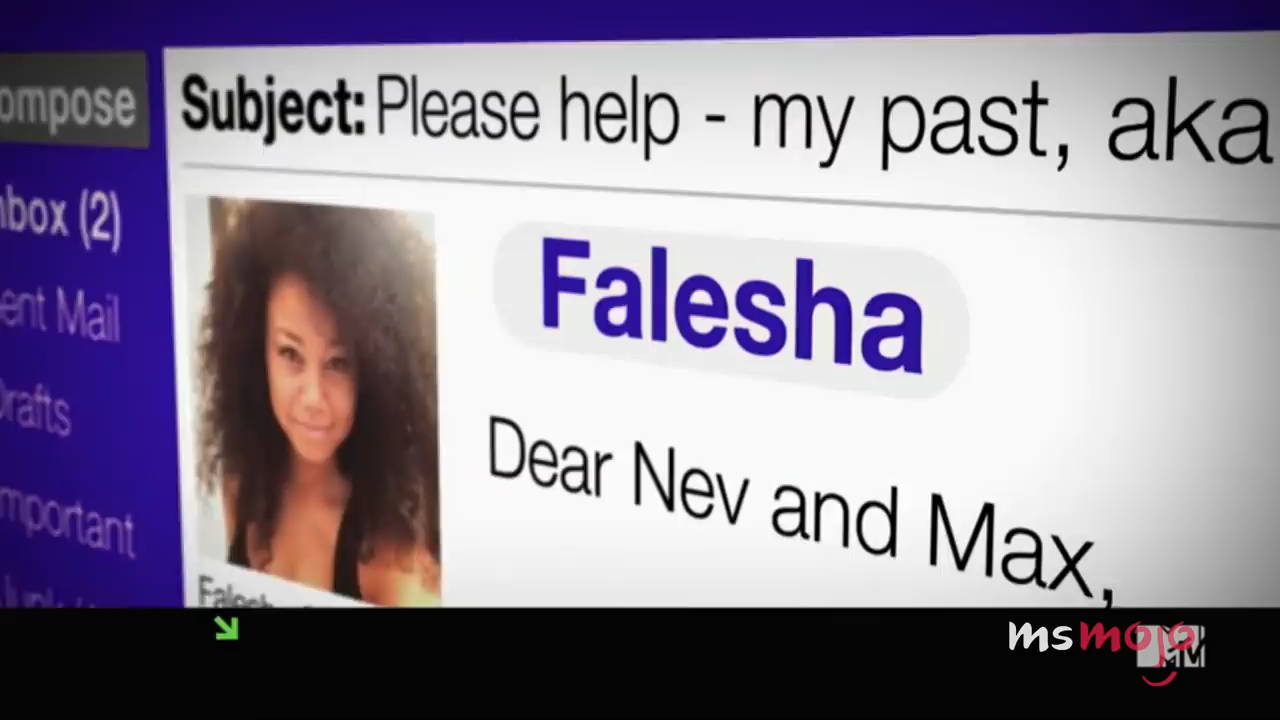 Subject: Please help - my past, aka
ompose
nbox (2)
Falesha
ent Mail
Drafts
Dear Nev and Max,
mportant
msmojo
MTV